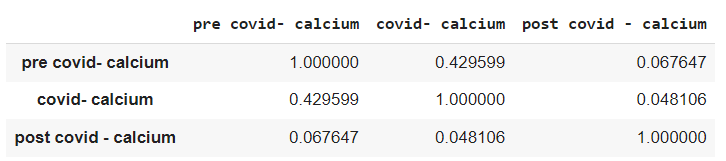 pre covid- calcium covid- calcium post covid - calcium
pre covid- calcium 1.000000 0.429599 0.067647
covid- calcium 0.429599 1.000000 0.048106
post covid - calcium 0.067647 0.048106 1.000000